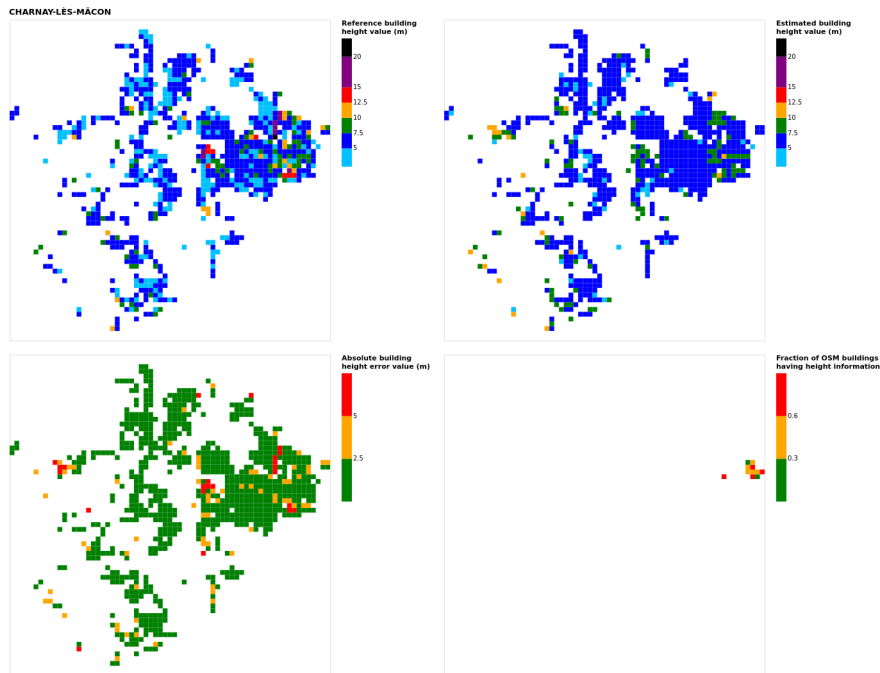 CHARNAY-LÈS-MÂCON
Reference building
height value (m)
20
15
12.5
10
7.5
5
Estimated building
height value (m)
20
15
12.5
10
7.5
5
Absolute building
height error value (m)
5
2.5
Fraction of OSM buildings
having height information
0.6
0.3